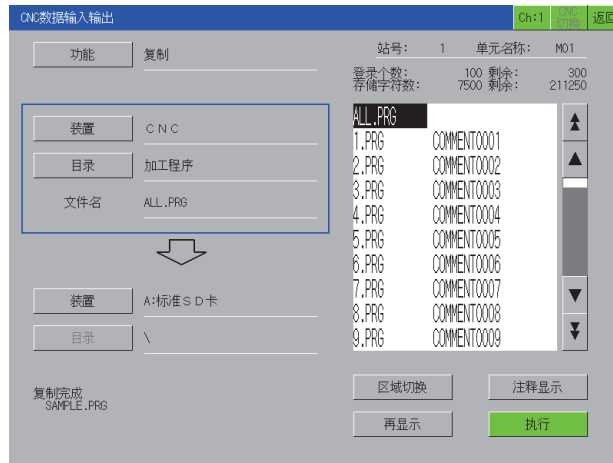 CNC数据输入输出
Ch:1
CNC
切换
返回
功能
复制
站号: 1 单元名称: M01
登录个数: 100 剩余: 300
存储字符数: 7500 剩余: 211250
装置
CNC
目录
加工程序
文件名
ALL.PRG
ALL.PRG
1.PRG COMMENT0001
2.PRG COMMENT0002
3.PRG COMMENT0003
4.PRG COMMENT0004
5.PRG COMMENT0005
6.PRG COMMENT0006
7.PRG COMMENT0007
8.PRG COMMENT0008
9.PRG COMMENT0009
装置
A:标准SD卡
目录
\
复制完成
SAMPLE.PRG
区域切换
注释显示
再显示
执行